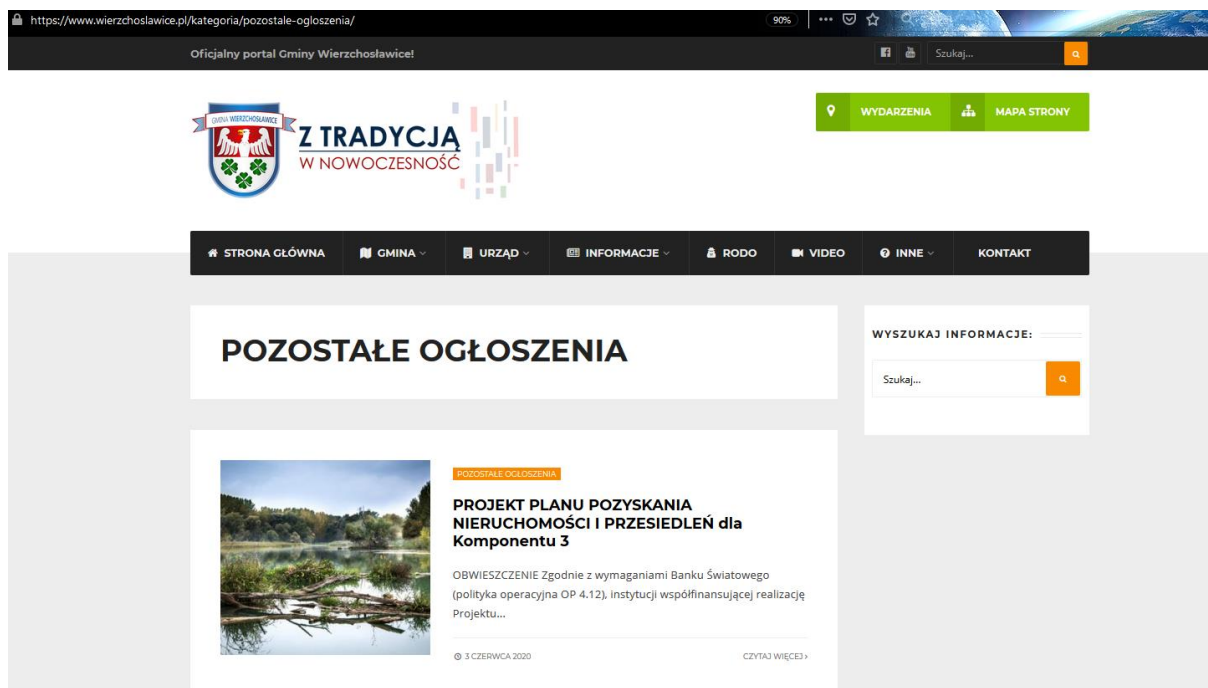 https://www.wierzchoslawice.pl/kategoria/pozostale-ogloszenia/
90%
Oficjalny portal Gminy Wierzchosławice!
Szukaj...
WYDARZENIA
MAPA STRONY
GMINA WIERZCHOSŁAWICE
Z TRADYCJĄ
W NOWOCZESNOŚĆ
STRONA GŁÓWNA
GMINA
URZĄD
INFORMACJE
RODO
VIDEO
INNE
KONTAKT
POZOSTAŁE OGŁOSZENIA
WYSZUKAJ INFORMACJE:
Szukaj...
POZOSTAŁE OGŁOSZENIA
PROJEKT PLANU POZYSKANIA
NIERUCHOMOŚCI I PRZESIEDLEŃ dla
Komponentu 3
OBWIESZCZENIE Zgodnie z wymaganiami Banku Światowego
(polityka operacyjna OP 4.12), instytucji współfinansującej realizację
Projektu...
3 CZERWCA 2020
CZYTAJ WIĘCEJ ›